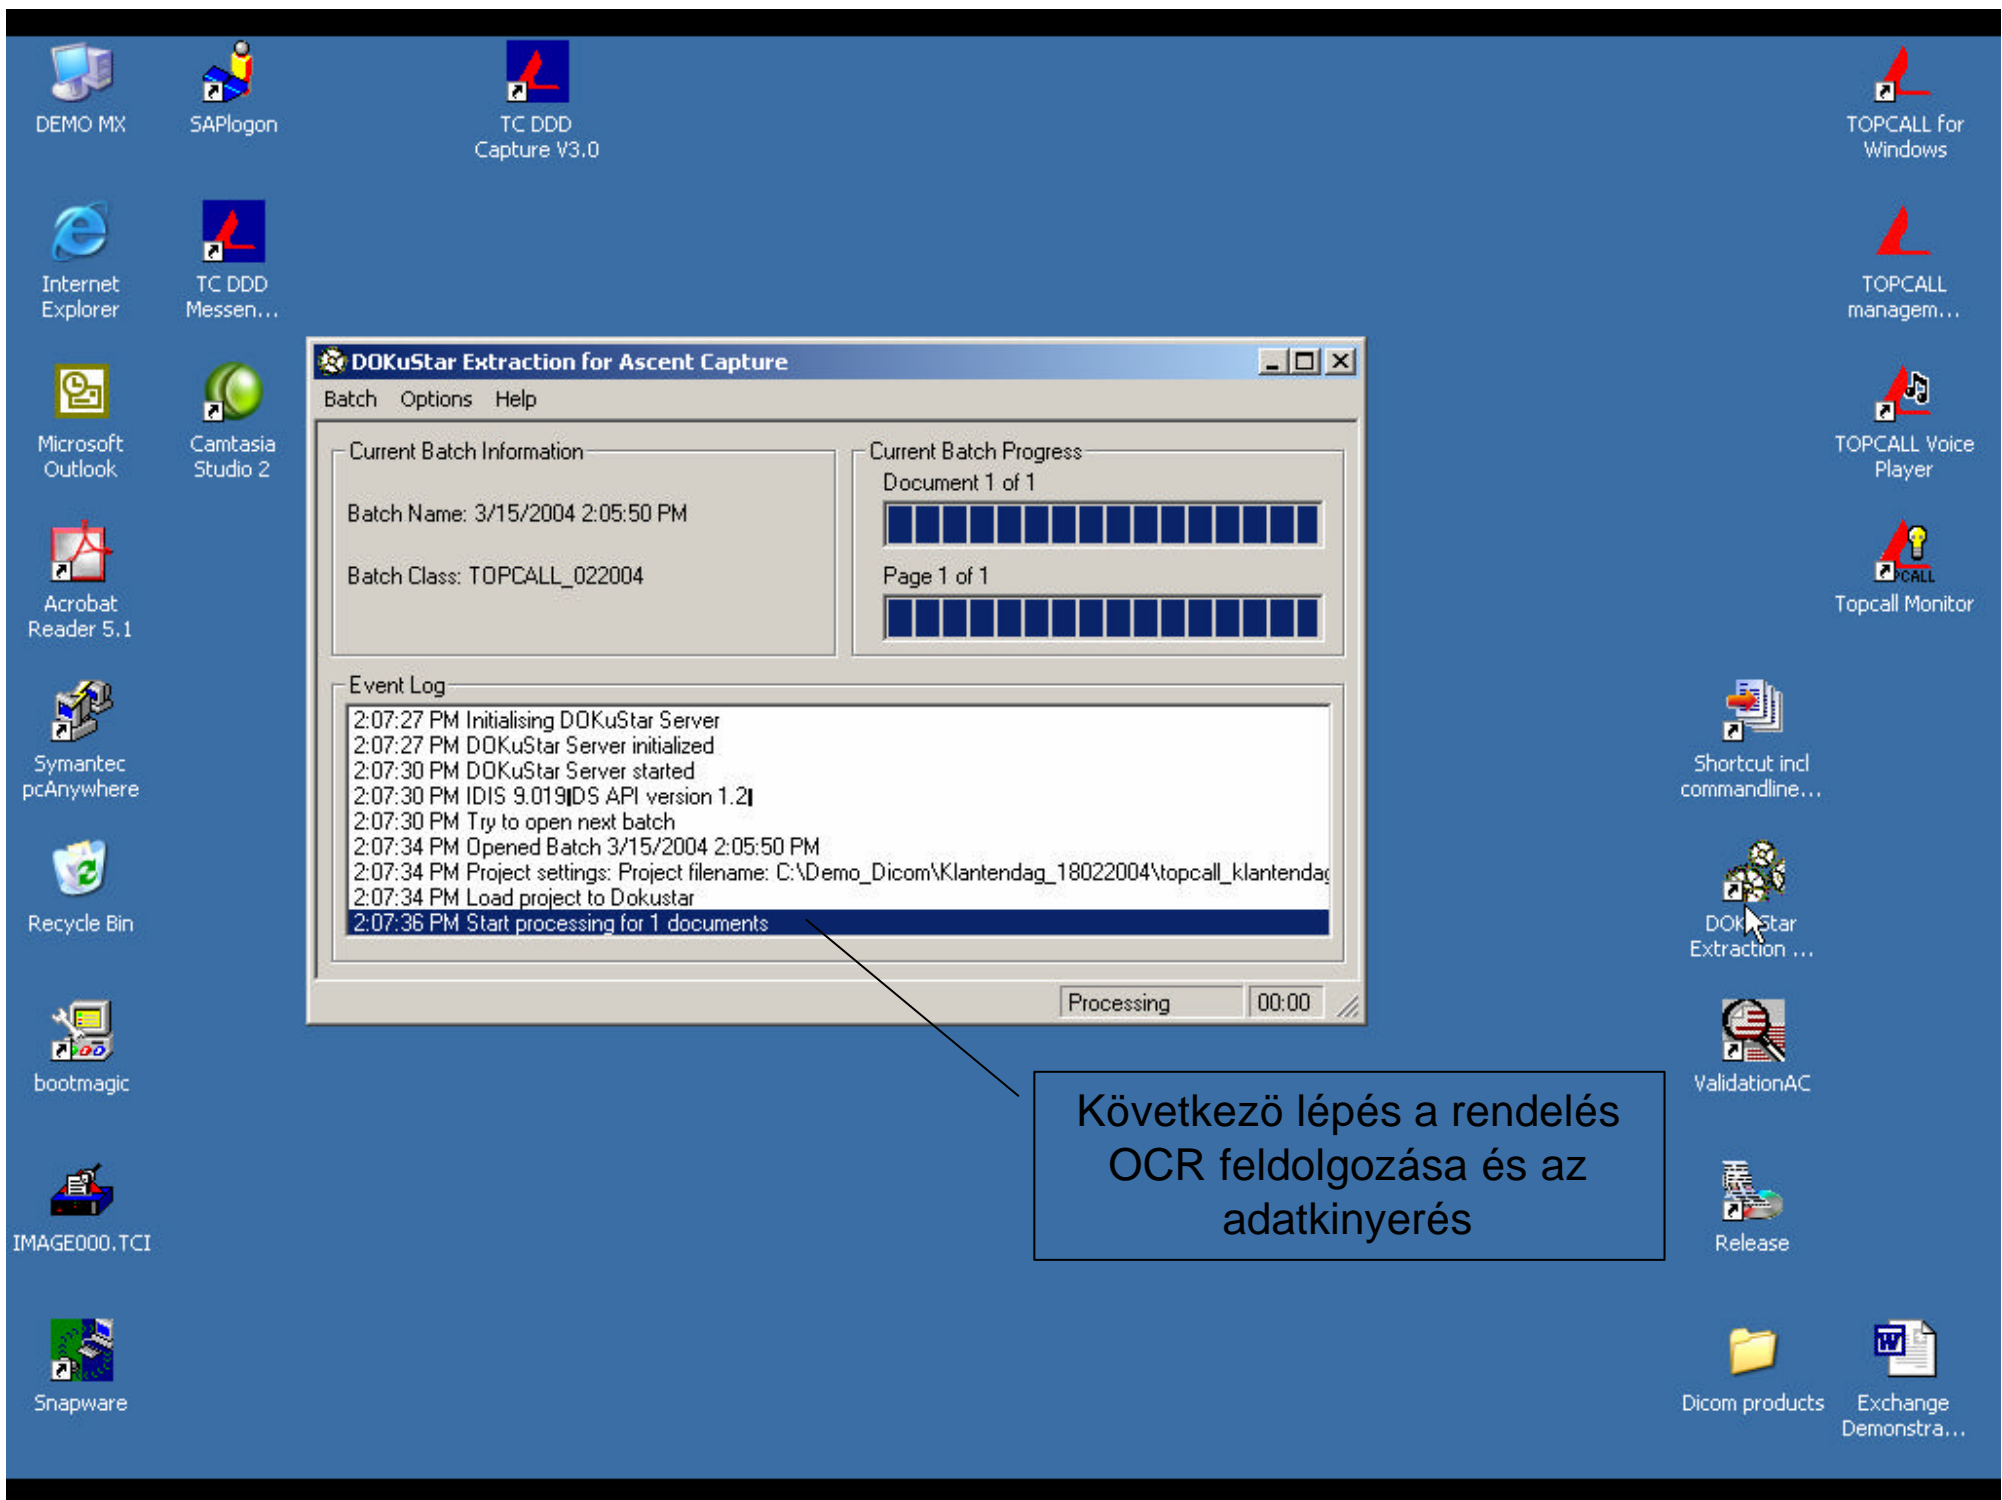 DEMO MX
SAPlogon
TC DDD
Capture V3.0
TOPCALL for
Windows
Internet
Explorer
TC DDD
Messen...
TOPCALL
managem...
Microsoft
Outlook
Camtasia
Studio 2
TOPCALL Voice
Player
Acrobat
Reader 5.1
PCALL
Topcall Monitor
Symantec
pcAnywhere
Shortcut incl
commandline...
Recycle Bin
DOKuStar
Extraction ...
bootmagic
ValidationAC
IMAGE000.TCI
Release
Snapware
Dicom products
Exchange
Demonstra...
DOKuStar Extraction for Ascent Capture
Batch Options Help
Current Batch Information
Batch Name: 3/15/2004 2:05:50 PM
Batch Class: TOPCALL_022004
Current Batch Progress
Document 1 of 1
Page 1 of 1
Event Log
2:07:27 PM Initialising DOKuStar Server
2:07:27 PM DOKuStar Server initialized
2:07:30 PM DOKuStar Server started
2:07:30 PM IDIS 9.019|DS API version 1.2|
2:07:30 PM Try to open next batch
2:07:34 PM Opened Batch 3/15/2004 2:05:50 PM
2:07:34 PM Project settings: Project filename: C:\Demo_Dicom\Klantendag_18022004\topcall_klantendag
2:07:34 PM Load project to Dokustar
2:07:36 PM Start processing for 1 documents
Processing 00:00
Következö lépés a rendelés
OCR feldolgozása és az
adatkinyerés